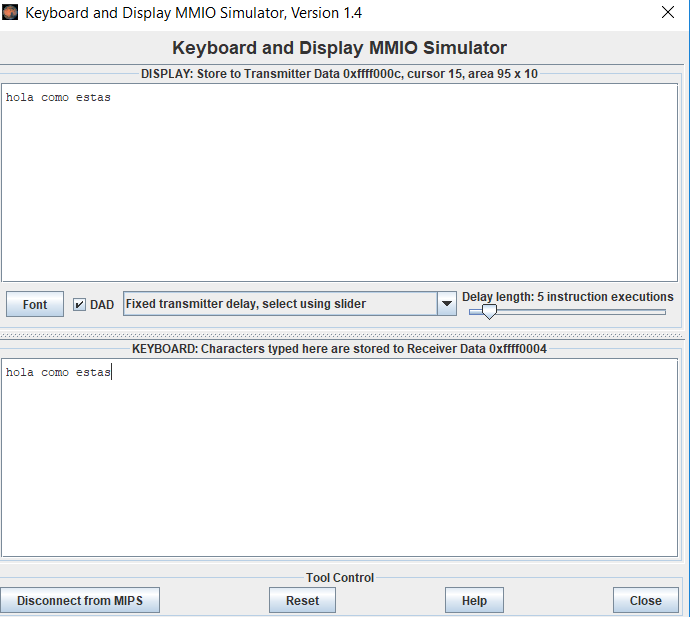 Keyboard and Display MMIO Simulator, Version 1.4
Keyboard and Display MMIO Simulator
DISPLAY: Store to Transmitter Data 0xffff000c, cursor 15, area 95 x 10
hola como estas
Font
DAD
Fixed transmitter delay, select using slider
Delay length: 5 instruction executions
KEYBOARD: Characters typed here are stored to Receiver Data 0xffff0004
hola como estas
Tool Control
Disconnect from MIPS
Reset
Help
Close